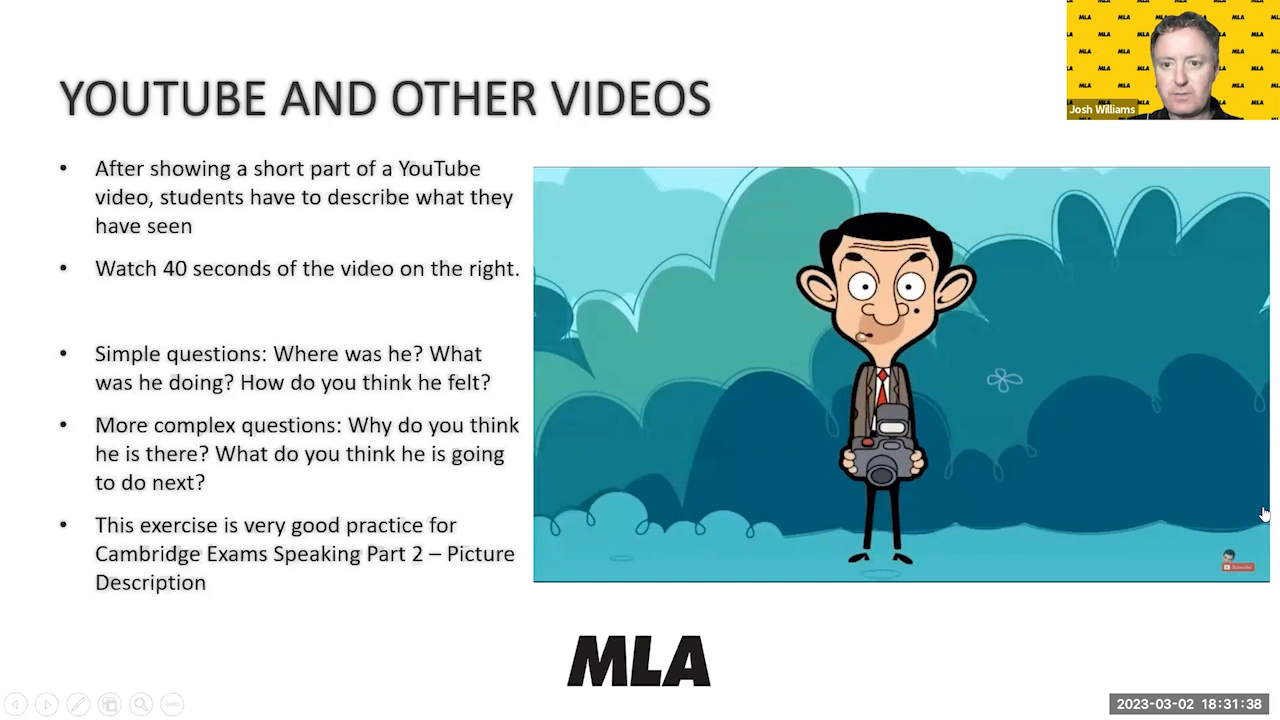 YOUTUBE AND OTHER VIDEOS
• After showing a short part of a YouTube
video, students have to describe what they
have seen
• Watch 40 seconds of the video on the right.
• Simple questions: Where was he? What
was he doing? How do you think he felt?
• More complex questions: Why do you think
he is there? What do you think he is going
to do next?
• This exercise is very good practice for
Cambridge Exams Speaking Part 2 – Picture
Description
MLA
Josh Williams
Subscribe
2023-03-02 18:31:38